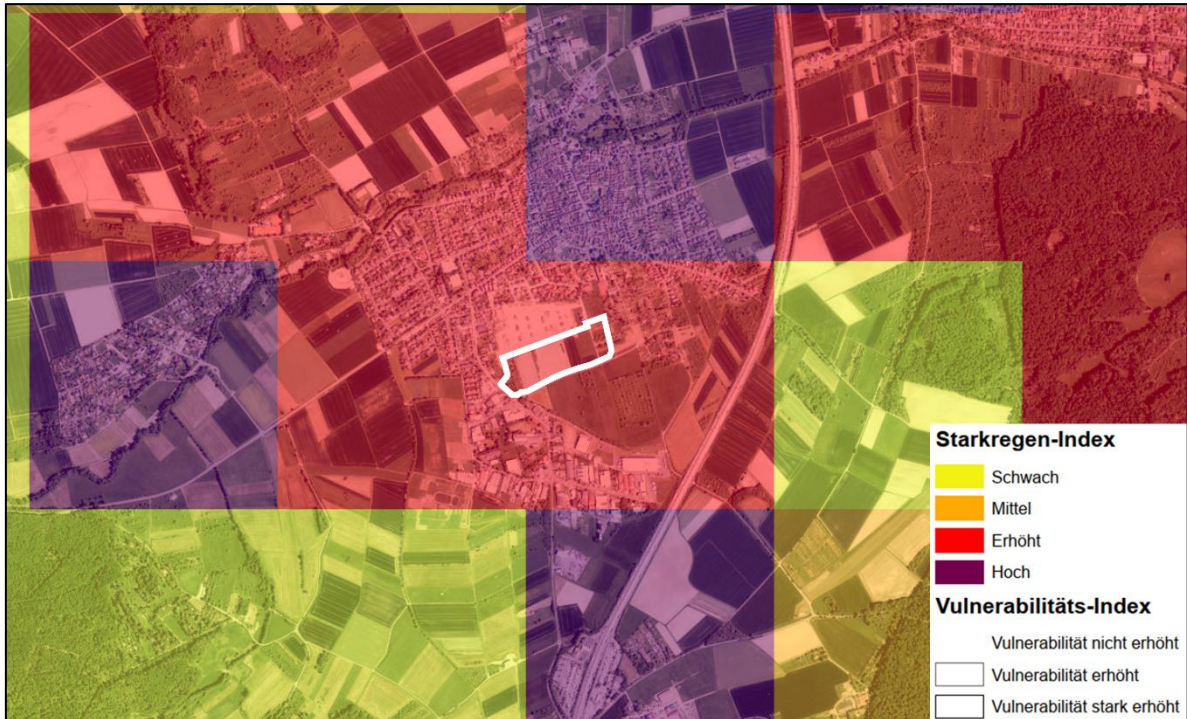 Starkregen-Index
Schwach
Mittel
Erhöht
Hoch
Vulnerabilitäts-Index
Vulnerabilität nicht erhöht
Vulnerabilität erhöht
Vulnerabilität stark erhöht